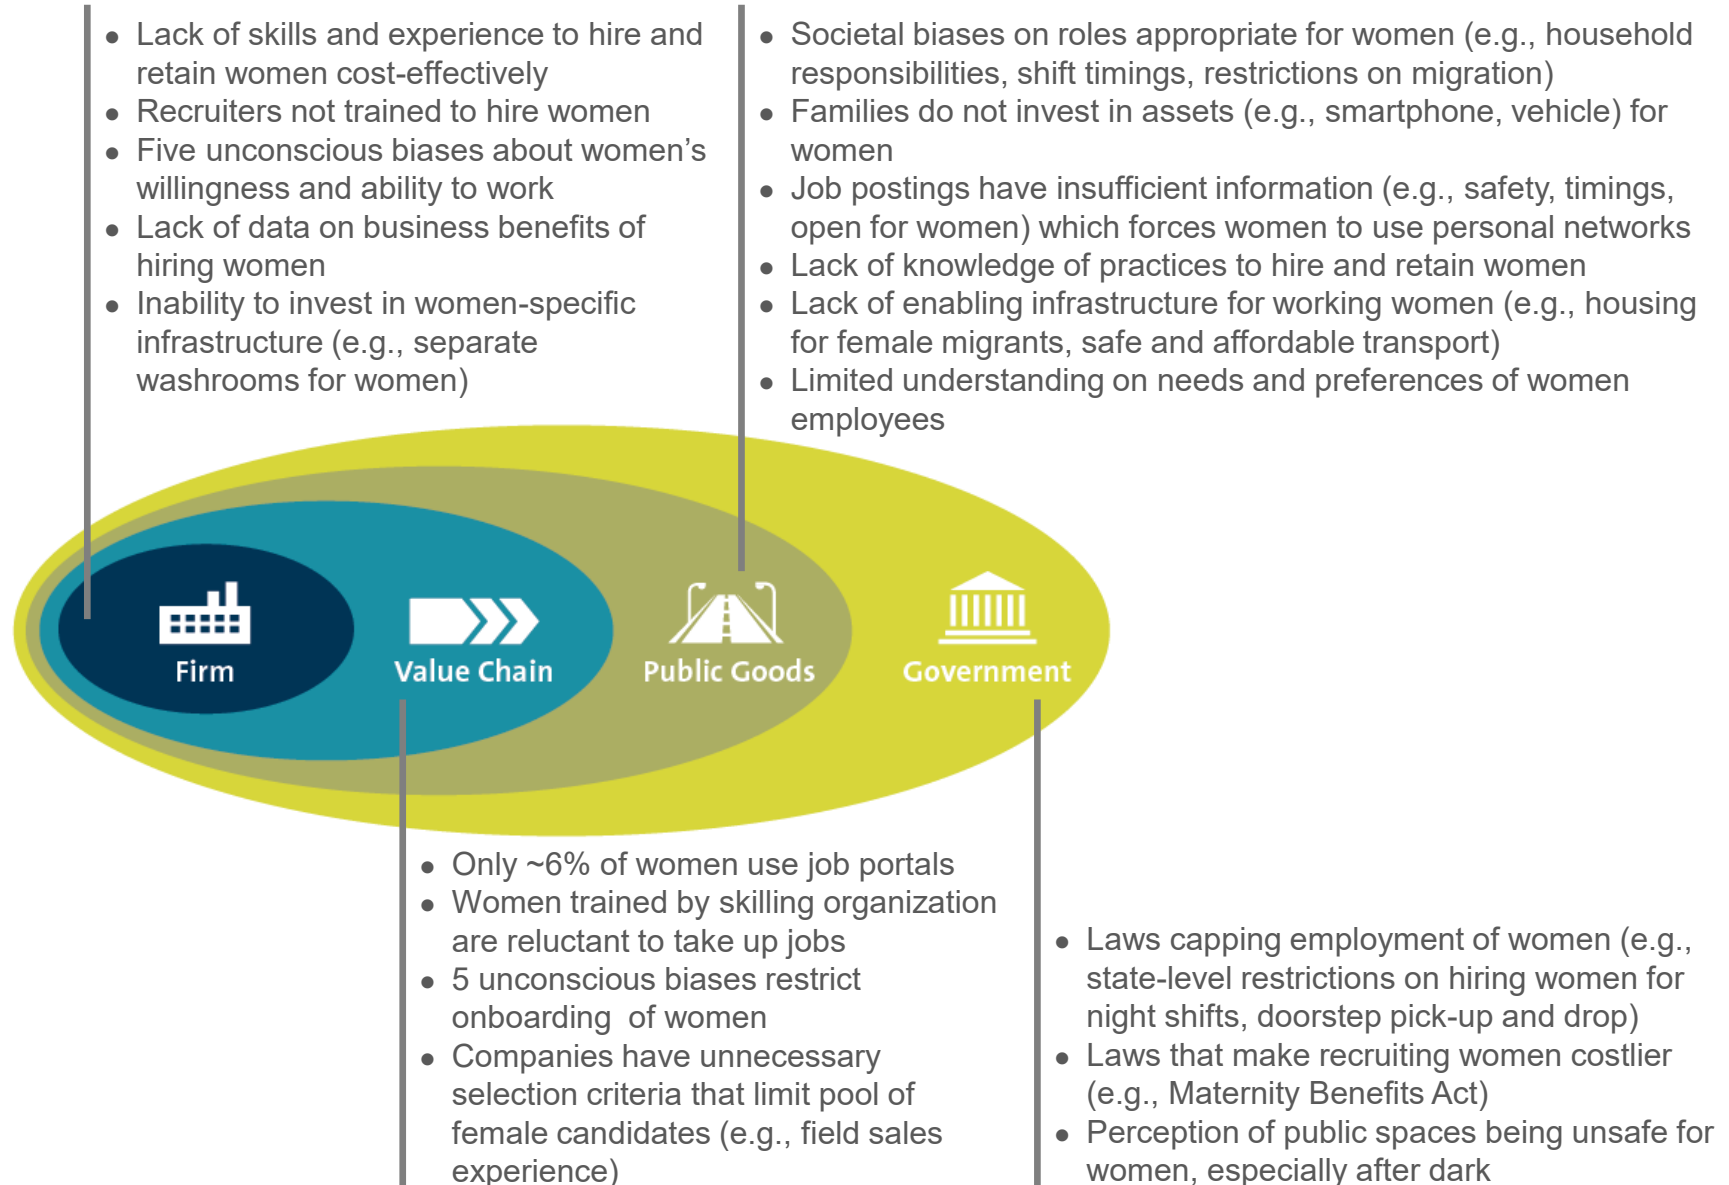 ● Lack of skills and experience to hire and
retain women cost-effectively
● Recruiters not trained to hire women
● Five unconscious biases about women's
willingness and ability to work
● Lack of data on business benefits of
hiring women
● Inability to invest in women-specific
infrastructure (e.g., separate
washrooms for women)
● Societal biases on roles appropriate for women (e.g., household
responsibilities, shift timings, restrictions on migration)
● Families do not invest in assets (e.g., smartphone, vehicle) for
women
● Job postings have insufficient information (e.g., safety, timings,
open for women) which forces women to use personal networks
● Lack of knowledge of practices to hire and retain women
● Lack of enabling infrastructure for working women (e.g., housing
for female migrants, safe and affordable transport)
● Limited understanding on needs and preferences of women
employees
Firm
Value Chain
Public Goods
Government
● Only ~6% of women use job portals
● Women trained by skilling organization
are reluctant to take up jobs
● 5 unconscious biases restrict
onboarding  of women
● Companies have unnecessary
selection criteria that limit pool of
female candidates (e.g., field sales
experience)
● Laws capping employment of women (e.g.,
state-level restrictions on hiring women for
night shifts, doorstep pick-up and drop)
● Laws that make recruiting women costlier
(e.g., Maternity Benefits Act)
● Perception of public spaces being unsafe for
women, especially after dark